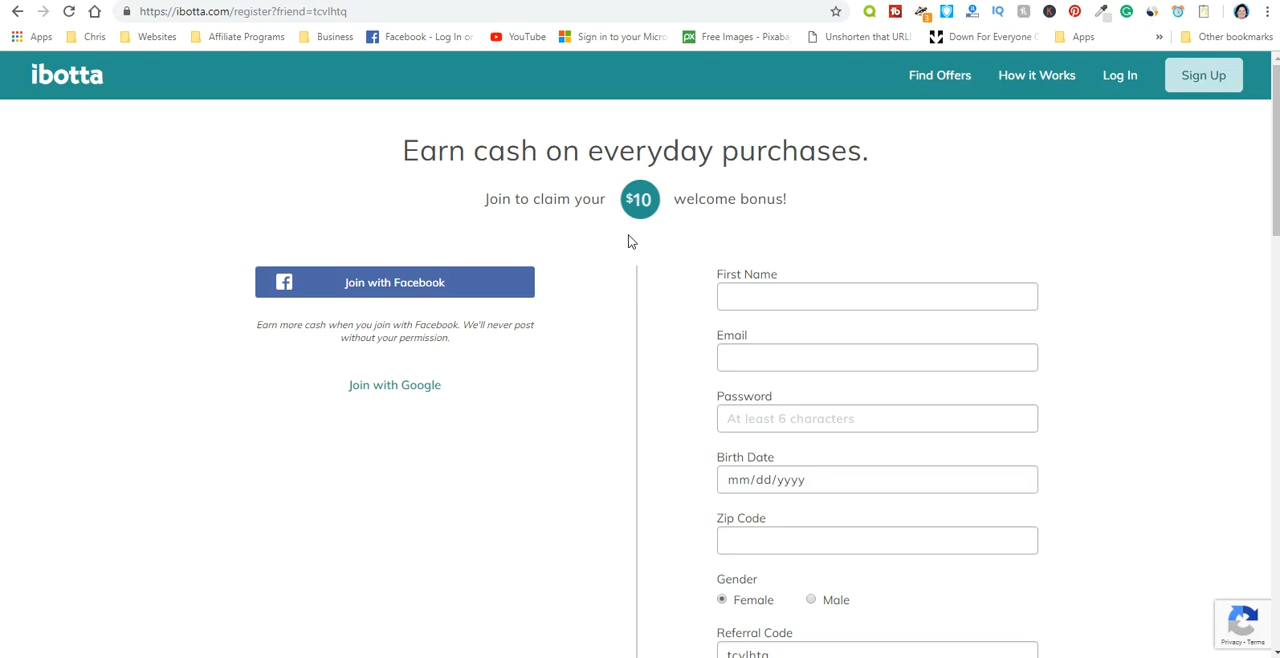 https://ibotta.com/register?friend=tcvlhtq
3
Apps Chris Websites Affiliate Programs Business Facebook - Log In or YouTube Sign in to your Micro Free Images - Pixaba Unshorten that URL! Down For Everyone Apps » Other bookmarks
ibotta Find Offers How it Works Log In Sign Up
Earn cash on everyday purchases.
Join to claim your $10 welcome bonus!
Join with Facebook
Earn more cash when you join with Facebook. We'll never post
without your permission.
Join with Google
First Name
Email
Password
At least 6 characters
Birth Date
mm/dd/yyyy
Zip Code
Gender
Female Male
Referral Code
tcvlhtq
Privacy - Terms